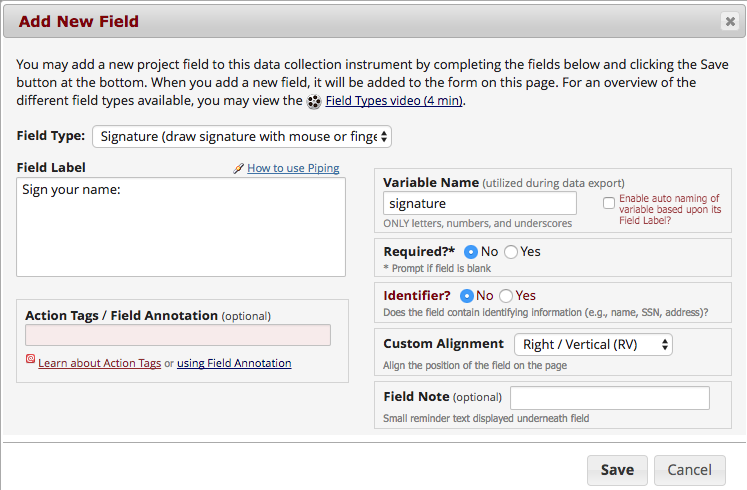 Add New Field
You may add a new project field to this data collection instrument by completing the fields below and clicking the Save
button at the bottom. When you add a new field, it will be added to the form on this page. For an overview of the
different field types available, you may view the Field Types video (4 min).
Field Type: Signature (draw signature with mouse or finge
Field Label How to use Piping
Sign your name:
Action Tags / Field Annotation (optional)
Learn about Action Tags or using Field Annotation
Variable Name (utilized during data export)
signature
ONLY letters, numbers, and underscores
Enable auto naming of
variable based upon its
Field Label?
Required?* No Yes
* Prompt if field is blank
Identifier? No Yes
Does the field contain identifying information (e.g., name, SSN, address)?
Custom Alignment Right / Vertical (RV)
Align the position of the field on the page
Field Note (optional)
Small reminder text displayed underneath field
Save Cancel